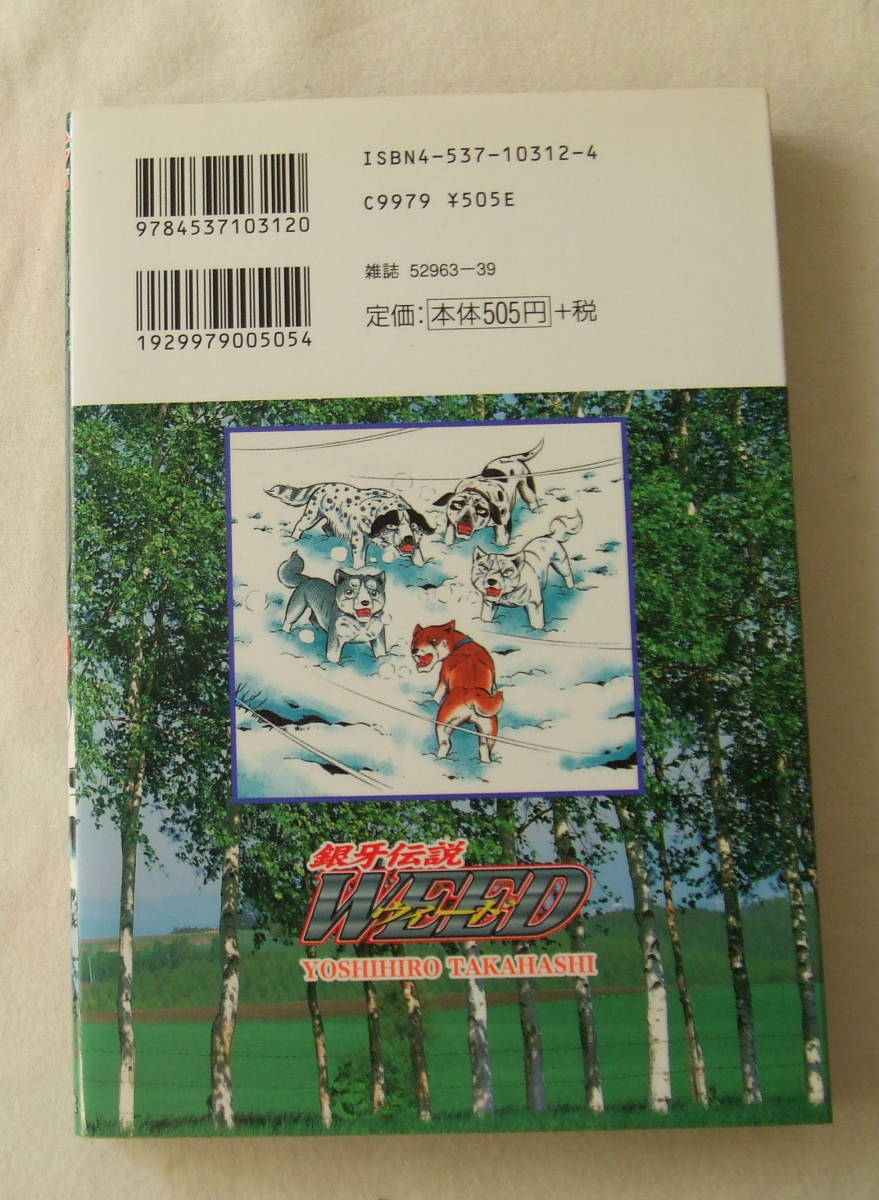 ISBN4-537-10312-4
C9979 ¥505E
9784537103120
雑誌 52963-39
定価:本体505円+税
1929979005054
銀牙伝説
WEED
ウィード
YOSHIHIRO TAKAHASHI